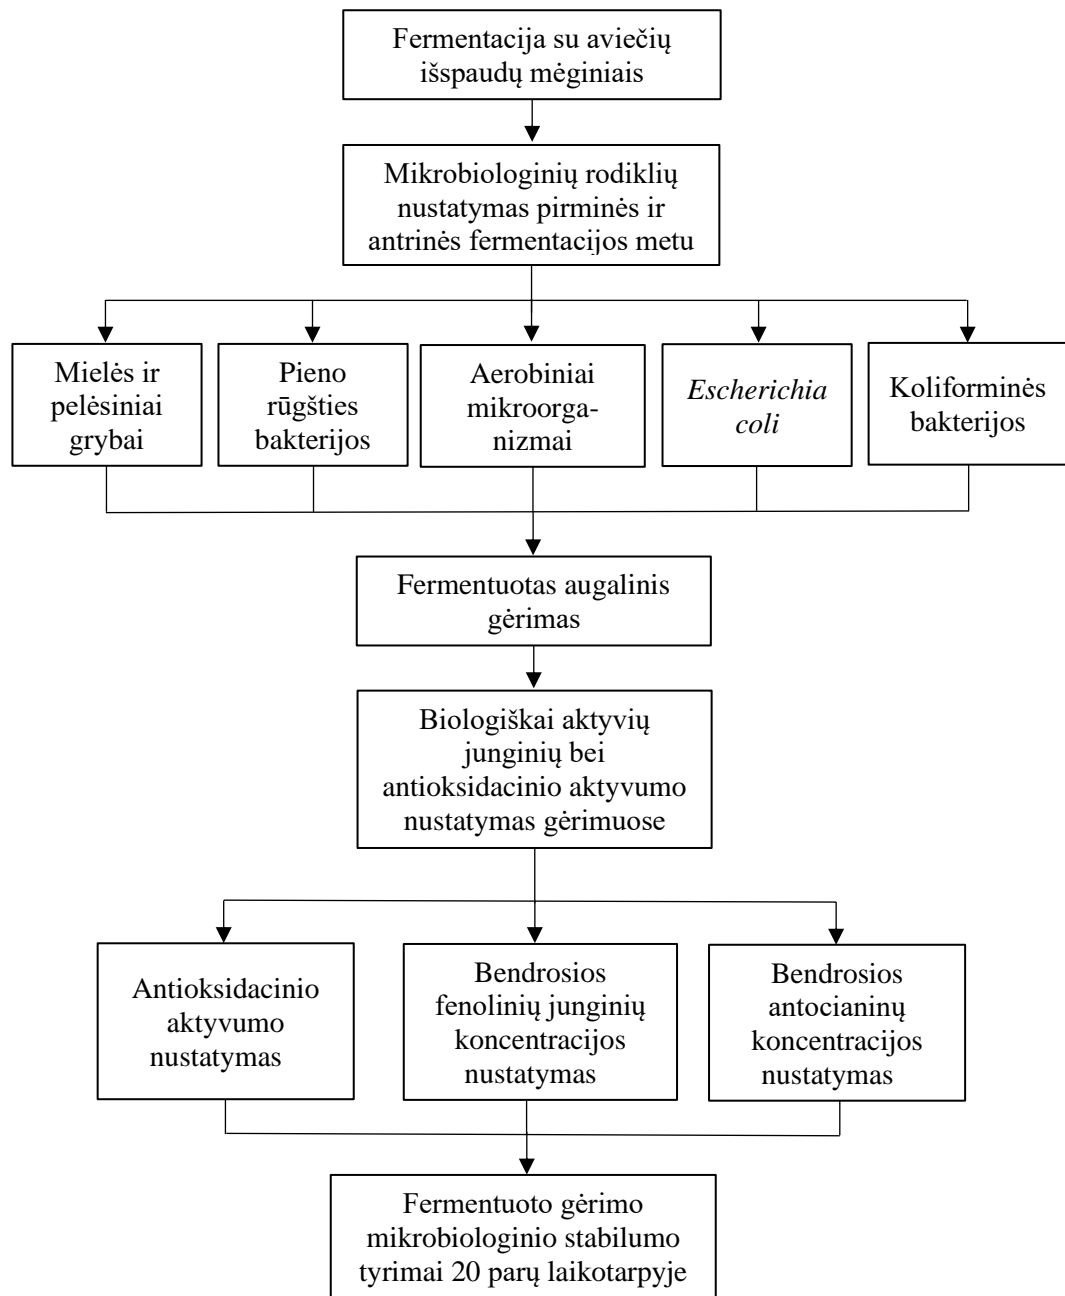 Fermentacija su aviečių
išspaudų mėginiais
Mikrobiologinių rodiklių
nustatymas pirminės ir
antrinės fermentacijos metu
Mielės ir
pelėsiniai
grybai
Pieno
rūgšties
bakterijos
Aerobiniai
mikroorga-
nizmai
Escherichia
coli
Koliforminės
bakterijos
Fermentuotas augalinis
gėrimas
Biologiškai aktyvių
junginių bei
antioksidacinio aktyvumo
nustatymas gėrimuose
Antioksidacinio
aktyvumo
nustatymas
Bendrosios
fenolinių junginių
koncentracijos
nustatymas
Bendrosios
antocianinų
koncentracijos
nustatymas
Fermentuoto gėrimo
mikrobiologinio stabilumo
tyrimai 20 parų laikotarpyje